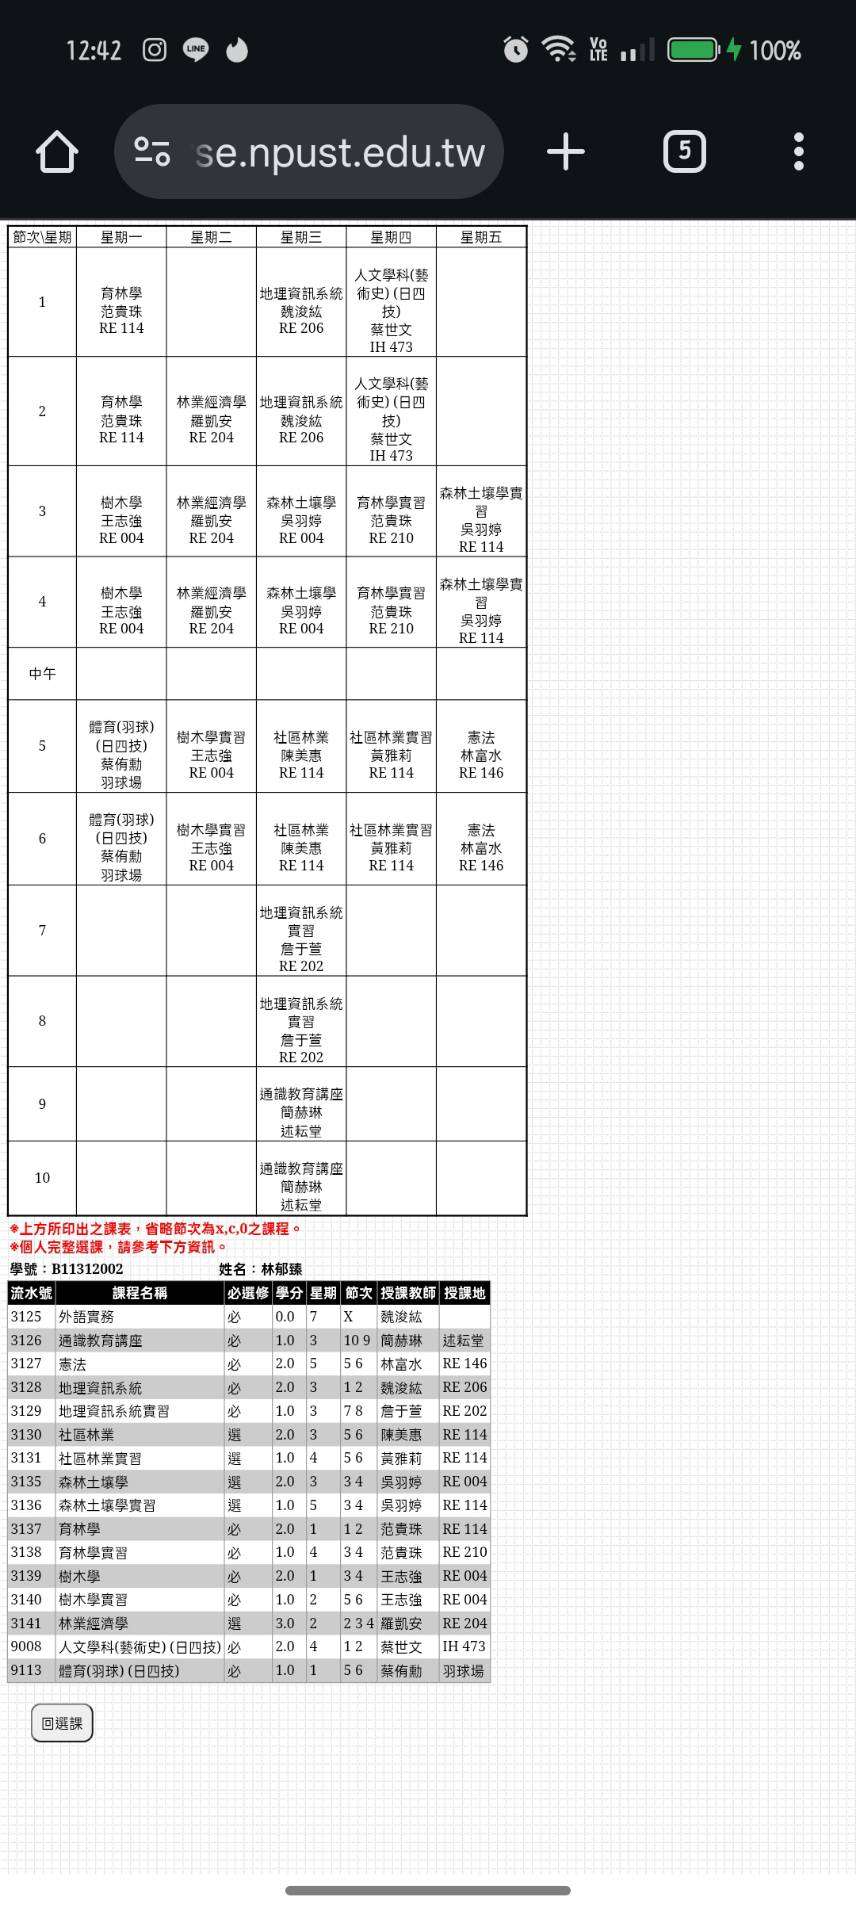 12:42 LINE Vo LTE 100%
se.npust.edu.tw 5
節次\星期 星期一 星期二 星期三 星期四 星期五
1
育林學
范貴珠
RE 114
地理資訊系統
魏浚紘
RE 206
人文學科(藝
術史) (日四
技)
蔡世文
IH 473
2
育林學
范貴珠
RE 114
林業經濟學
羅凱安
RE 204
地理資訊系統
魏浚紘
RE 206
人文學科(藝
術史) (日四
技)
蔡世文
IH 473
3
樹木學
王志強
RE 004
林業經濟學
羅凱安
RE 204
森林土壤學
吳羽婷
RE 004
育林學實習
范貴珠
RE 210
森林土壤學實
習
吳羽婷
RE 114
4
樹木學
王志強
RE 004
林業經濟學
羅凱安
RE 204
森林土壤學
吳羽婷
RE 004
育林學實習
范貴珠
RE 210
森林土壤學實
習
吳羽婷
RE 114
中午
5
體育(羽球)
(日四技)
蔡侑勳
羽球場
樹木學實習
王志強
RE 004
社區林業
陳美惠
RE 114
社區林業實習
黃雅莉
RE 114
憲法
林富水
RE 146
6
體育(羽球)
(日四技)
蔡侑勳
羽球場
樹木學實習
王志強
RE 004
社區林業
陳美惠
RE 114
社區林業實習
黃雅莉
RE 114
憲法
林富水
RE 146
7
地理資訊系統
實習
詹于萱
RE 202
8
地理資訊系統
實習
詹于萱
RE 202
9
通識教育講座
簡赫琳
述耘堂
10
通識教育講座
簡赫琳
述耘堂
※上方所印出之課表，省略節次為x,c,0之課程。
※個人完整選課，請參考下方資訊。
學號：B11312002 姓名：林郁臻
流水號 課程名稱 必選修 學分 星期 節次 授課教師 授課地
3125 外語實務 必 0.0 7 X 魏浚紘
3126 通識教育講座 必 1.0 3 10 9 簡赫琳 述耘堂
3127 憲法 必 2.0 5 5 6 林富水 RE 146
3128 地理資訊系統 必 2.0 3 1 2 魏浚紘 RE 206
3129 地理資訊系統實習 必 1.0 3 7 8 詹于萱 RE 202
3130 社區林業 選 2.0 3 5 6 陳美惠 RE 114
3131 社區林業實習 選 1.0 4 5 6 黃雅莉 RE 114
3135 森林土壤學 選 2.0 3 3 4 吳羽婷 RE 004
3136 森林土壤學實習 選 1.0 5 3 4 吳羽婷 RE 114
3137 育林學 必 2.0 1 1 2 范貴珠 RE 114
3138 育林學實習 必 1.0 4 3 4 范貴珠 RE 210
3139 樹木學 必 2.0 1 3 4 王志強 RE 004
3140 樹木學實習 必 1.0 2 5 6 王志強 RE 004
3141 林業經濟學 選 3.0 2 2 3 4 羅凱安 RE 204
9008 人文學科(藝術史) (日四技) 必 2.0 4 1 2 蔡世文 IH 473
9113 體育(羽球) (日四技) 必 1.0 1 5 6 蔡侑勳 羽球場
回選課